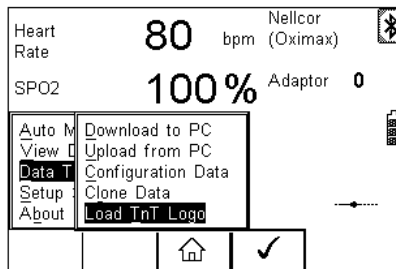 Heart
Rate
80 bpm
Nellcor
(Oximax)
SPO2
100%
Adaptor 0
Auto M
View D
Data T
Setup
About
Download to PC
Upload from PC
Configuration Data
Clone Data
Load TnT Logo